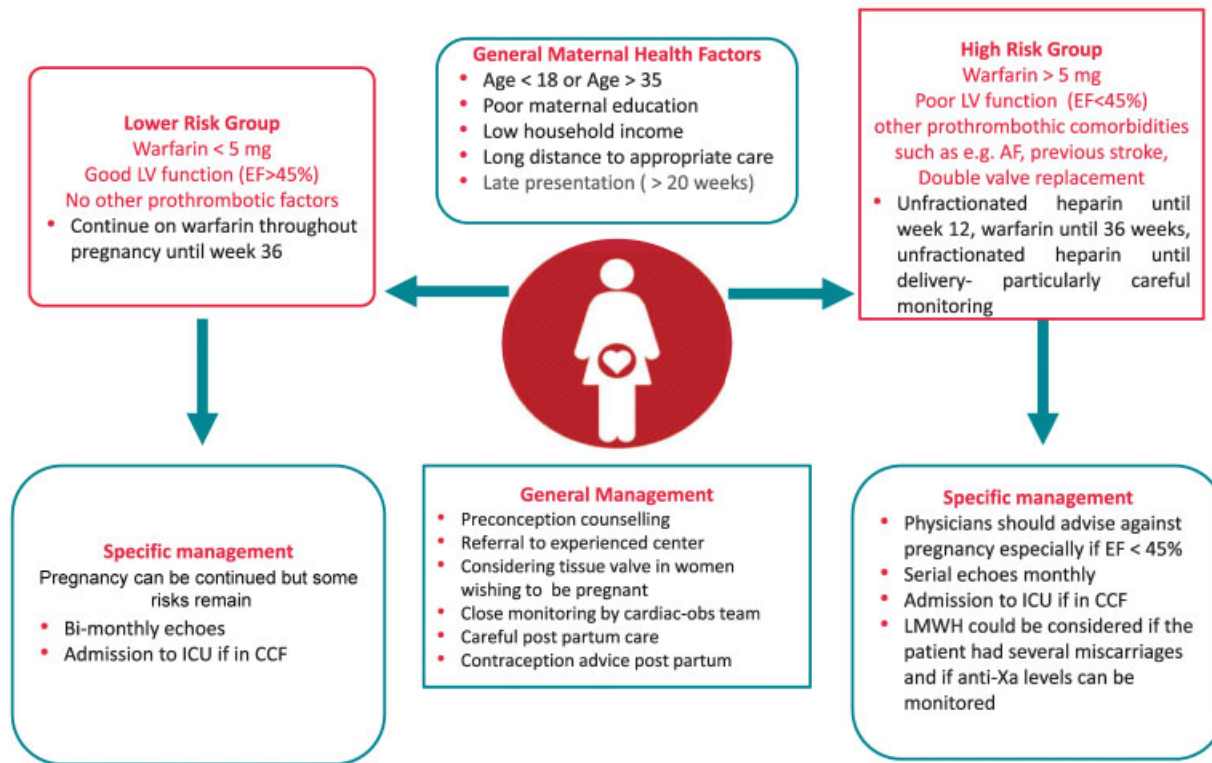 General Maternal Health Factors
• Age < 18 or Age > 35
• Poor maternal education
• Low household income
• Long distance to appropriate care
• Late presentation ( > 20 weeks)
Lower Risk Group
Warfarin < 5 mg
Good LV function (EF>45%)
No other prothrombotic factors
• Continue on warfarin throughout
pregnancy until week 36
High Risk Group
Warfarin > 5 mg
Poor LV function (EF<45%)
other prothrombothic comorbidities
such as e.g. AF, previous stroke,
Double valve replacement
• Unfractionated heparin until
week 12, warfarin until 36 weeks,
unfractionated heparin until
delivery- particularly careful
monitoring
Specific management
Pregnancy can be continued but some
risks remain
• Bi-monthly echoes
• Admission to ICU if in CCF
General Management
• Preconception counselling
• Referral to experienced center
• Considering tissue valve in women
wishing to be pregnant
• Close monitoring by cardiac-obs team
• Careful post partum care
• Contraception advice post partum
Specific management
• Physicians should advise against
pregnancy especially if EF < 45%
• Serial echoes monthly
• Admission to ICU if in CCF
• LMWH could be considered if the
patient had several miscarriages
and if anti-Xa levels can be
monitored